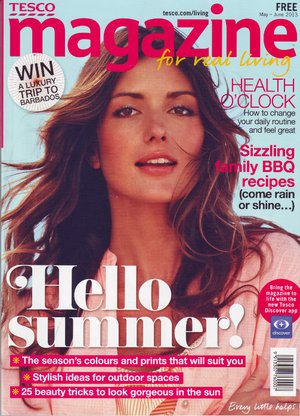 TESCO
tesco.com/living
FREE
May – June 2013
magazine
for real living
WIN
A LUXURY
TRIP TO
BARBADOS
HEALTH
O'CLOCK
How to change
your daily routine
and feel great
Sizzling
family BBQ
recipes
(come rain
or shine...)
Bring the
magazine to
life with the
new Tesco
Discover app
discover
Hello
summer!
The season's colours and prints that will suit you
Stylish ideas for outdoor spaces
25 beauty tricks to look gorgeous in the sun
Every little helps